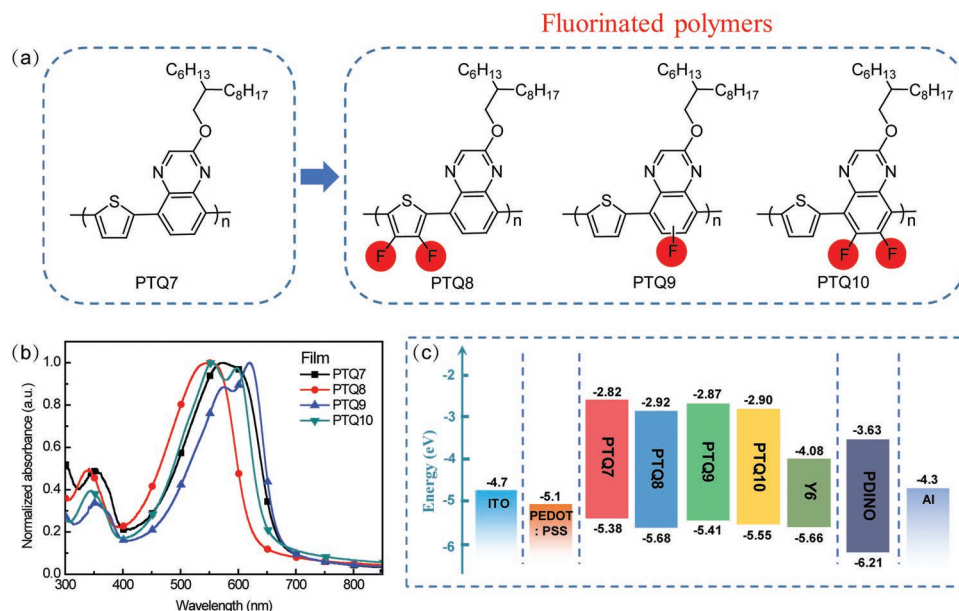 Fluorinated polymers
(a)
C6H13
C8H17
O
N
N
S
n
PTQ7
C6H13
C8H17
O
N
N
S
n
F
F
PTQ8
C6H13
C8H17
O
N
N
S
n
F
PTQ9
C6H13
C8H17
O
N
N
S
n
F
F
PTQ10
(b)
Normalized absorbance (a.u.)
1.0
0.8
0.6
0.4
0.2
0.0
Film
PTQ7
PTQ8
PTQ9
PTQ10
300 400 500 600 700 800
Wavelength (nm)
(c)
Energy (eV)
-2
-3
-4
-5
-6
-4.7
ITO
-5.1
PEDOT
: PSS
-2.82
PTQ7
-5.38
-2.92
PTQ8
-5.68
-2.87
PTQ9
-5.41
-2.90
PTQ10
-5.55
-4.08
Y6
-5.66
-3.63
PDINO
-6.21
-4.3
Al